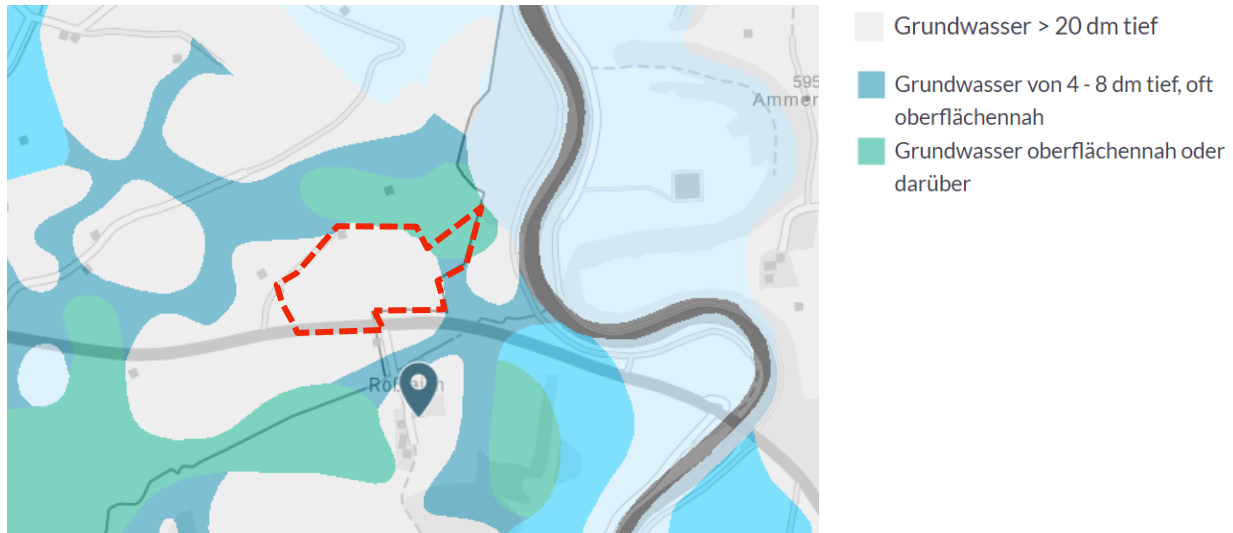 Grundwasser > 20 dm tief
595
Ammer
Grundwasser von 4 - 8 dm tief, oft
oberflächennah
Grundwasser oberflächennah oder
darüber